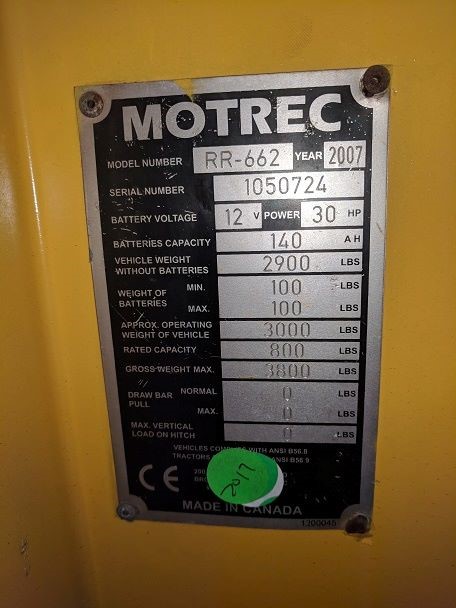 MOTREC
MODEL NUMBER RR-662 YEAR 2007
SERIAL NUMBER 1050724
BATTERY VOLTAGE 12 V POWER 30 HP
BATTERIES CAPACITY 140 AH
VEHICLE WEIGHT
WITHOUT BATTERIES 2900 LBS
WEIGHT OF
BATTERIES MIN. 100 LBS
MAX. 100 LBS
APPROX. OPERATING
WEIGHT OF VEHICLE 3000 LBS
RATED CAPACITY 800 LBS
GROSS WEIGHT MAX. 3800 LBS
DRAW BAR
PULL NORMAL 0 LBS
MAX. 0 LBS
MAX. VERTICAL
LOAD ON HITCH 0 LBS
VEHICLES WITH ANSI B56.8
TRACTORS ANSI B56.9
CE
2017
MADE IN CANADA
1200045